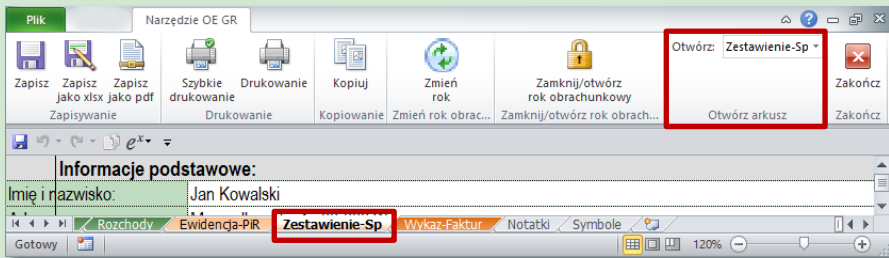 Plik Narzędzie OE GR
Otwórz: Zestawienie-Sp
Zapisz Zapisz jako xlsx Zapisz jako pdf Szybkie drukowanie Drukowanie Kopiuj Zmień rok Zamknij/otwórz rok obrachunkowy Zakończ
Zapisywanie Drukowanie Kopiowanie Zmień rok obrac... Zamknij/otwórz rok obrach... Otwórz arkusz Zakończ
Informacje podstawowe:
Imię i nazwisko: Jan Kowalski
Rozchody Ewidencja-PiR Zestawienie-Sp Wykaz-Faktur Notatki Symbole
Gotowy 120%